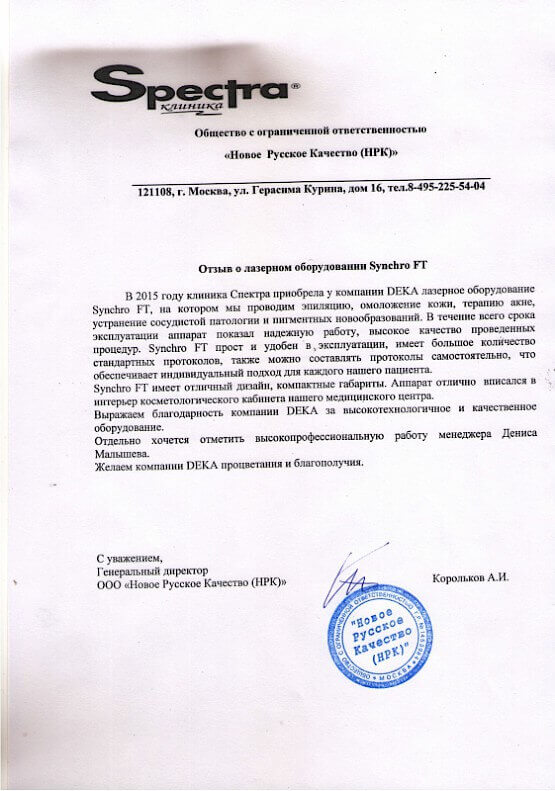 Spectra®
клиника
Общество с ограниченной ответственностью
«Новое Русское Качество (НРК)»
121108, г. Москва, ул. Герасима Курина, дом 16, тел.8-495-225-54-04
Отзыв о лазерном оборудовании Synchro FT
В 2015 году клиника Спектра приобрела у компании DEKA лазерное оборудование
Synchro FT, на котором мы проводим эпиляцию, омоложение кожи, терапию акне,
устранение сосудистой патологии и пигментных новообразований. В течение всего срока
эксплуатации аппарат показал надежную работу, высокое качество проведенных
процедур. Synchro FT прост и удобен в эксплуатации, имеет большое количество
стандартных протоколов, также можно составлять протоколы самостоятельно, что
обеспечивает индивидуальный подход для каждого нашего пациента.
Synchro FT имеет отличный дизайн, компактные габариты. Аппарат отлично вписался в
интерьер косметологического кабинета нашего медицинского центра.
Выражаем благодарность компании DEKA за высокотехнологичное и качественное
оборудование.
Отдельно хочется отметить высокопрофессиональную работу менеджера Дениса
Малышева.
Желаем компании DEKA процветания и благополучия.
С уважением,
Генеральный директор
ООО «Новое Русское Качество (НРК)»
Корольков А.И.
ОБЩЕСТВО С ОГРАНИЧЕННОЙ ОТВЕТСТВЕННОСТЬЮ
"Новое
Русское
Качество
(НРК)"
МОСКВА